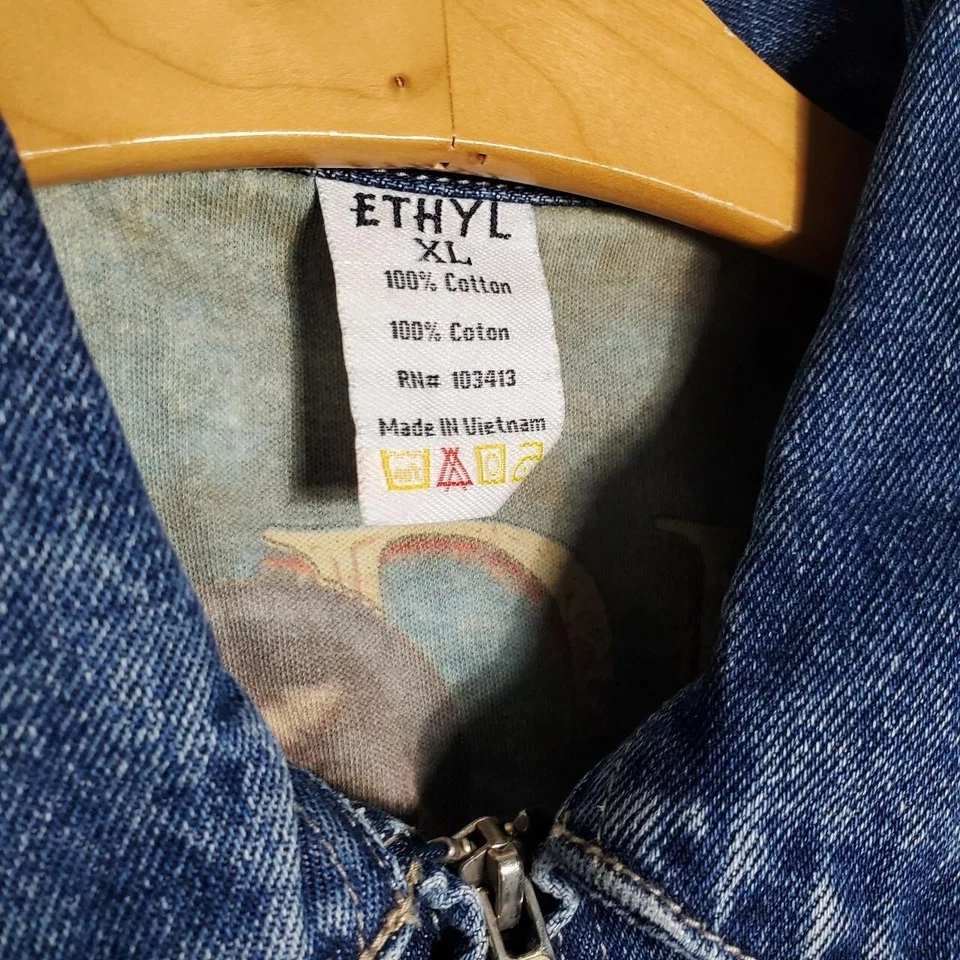 ETHYL
XL
100% Cotton
100% Coton
RN# 103413
Made IN Vietnam